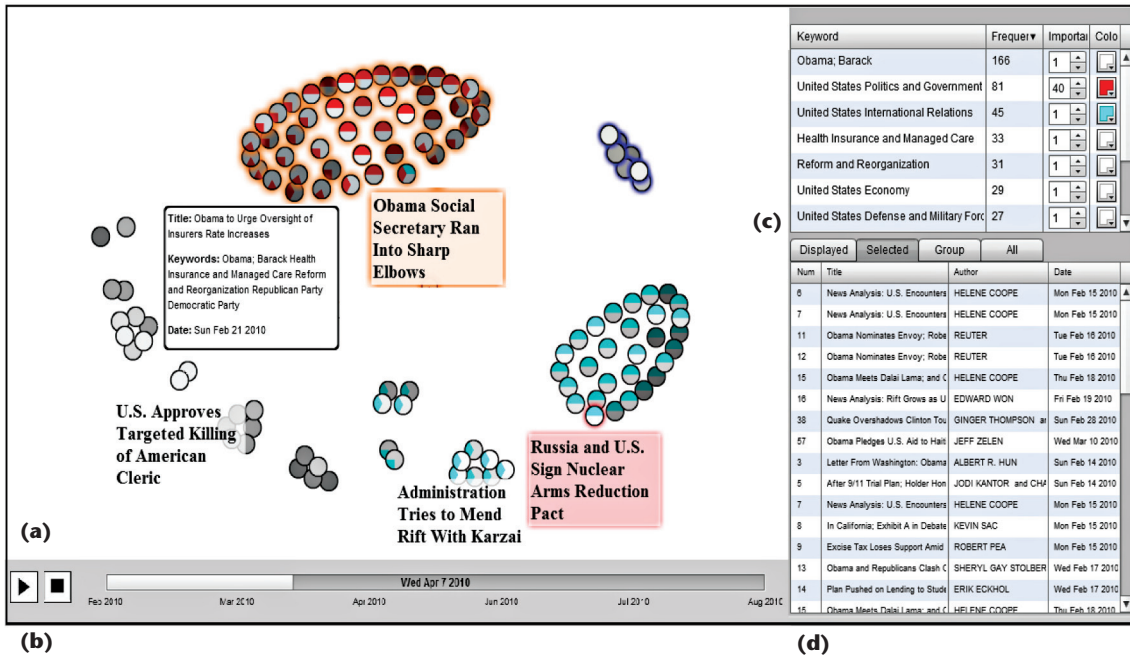 Obama Social
Secretary Ran
Into Sharp
Elbows
Title: Obama to Urge Oversight of
Insurers Rate Increases
Keywords: Obama; Barack Health
Insurance and Managed Care Reform
and Reorganization Republican Party
Democratic Party
Date: Sun Feb 21 2010
U.S. Approves
Targeted Killing
of American
Cleric
Administration
Tries to Mend
Rift With Karzai
Russia and U.S.
Sign Nuclear
Arms Reduction
Pact
(a)
Wed Apr 7 2010
Feb 2010 Mar 2010 Apr 2010 Jun 2010 Jul 2010 Aug 2010
(b)
(c)
Keyword Frequer Importai Colo
Obama; Barack 166 1
United States Politics and Government 81 40
United States International Relations 45 1
Health Insurance and Managed Care 33 1
Reform and Reorganization 31 1
United States Economy 29 1
United States Defense and Military Forc 27 1
Displayed Selected Group All
Num Title Author Date
6 News Analysis: U.S. Encounters HELENE COOPE Mon Feb 15 2010
7 News Analysis: U.S. Encounters HELENE COOPE Mon Feb 15 2010
11 Obama Nominates Envoy; Robe REUTER Tue Feb 16 2010
12 Obama Nominates Envoy; Robe REUTER Tue Feb 16 2010
15 Obama Meets Dalai Lama; and C HELENE COOPE Thu Feb 18 2010
16 News Analysis: Rift Grows as U EDWARD WON Fri Feb 19 2010
38 Quake Overshadows Clinton Tou GINGER THOMPSON ar Sun Feb 28 2010
57 Obama Pledges U.S. Aid to Hait JEFF ZELEN Wed Mar 10 2010
3 Letter From Washington: Obama ALBERT R. HUN Sun Feb 14 2010
5 After 9/11 Trial Plan; Holder Hon JODI KANTOR and CHA Sun Feb 14 2010
7 News Analysis: U.S. Encounters HELENE COOPE Mon Feb 15 2010
8 In California; Exhibit A in Debate KEVIN SAC Mon Feb 15 2010
9 Excise Tax Loses Support Amid ROBERT PEA Mon Feb 15 2010
13 Obama and Republicans Clash C SHERYL GAY STOLBER Wed Feb 17 2010
14 Plan Pushed on Lending to Stude ERIK ECKHOL Wed Feb 17 2010
15 Obama Meets Dalai Lama; and C HELENE COOPE Thu Feb 18 2010
(d)